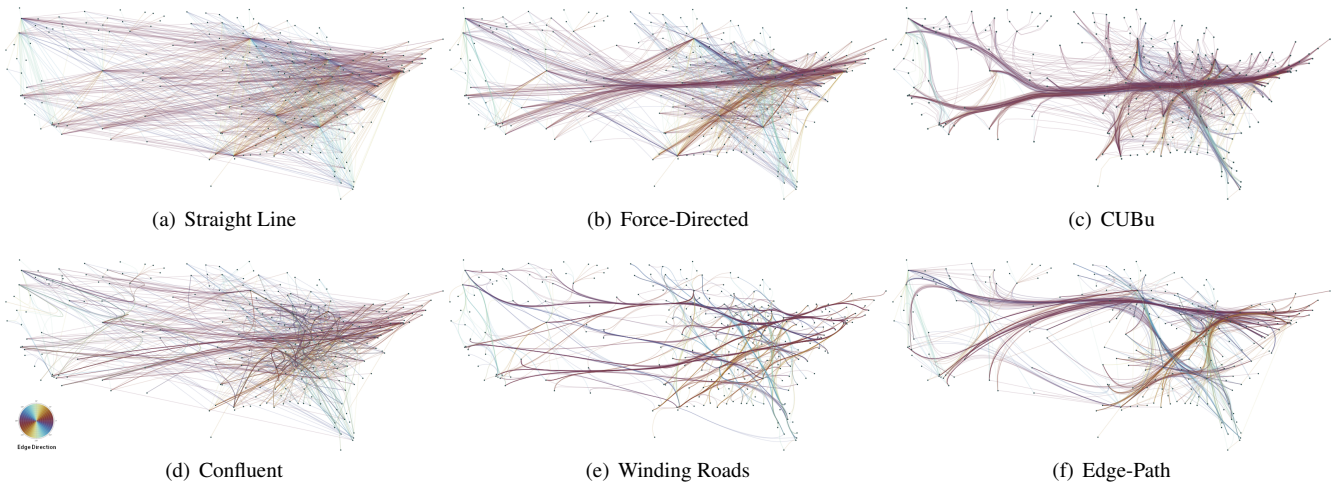 (a) Straight Line
(b) Force-Directed
(c) CUBu
Edge Direction
(d) Confluent
(e) Winding Roads
(f) Edge-Path